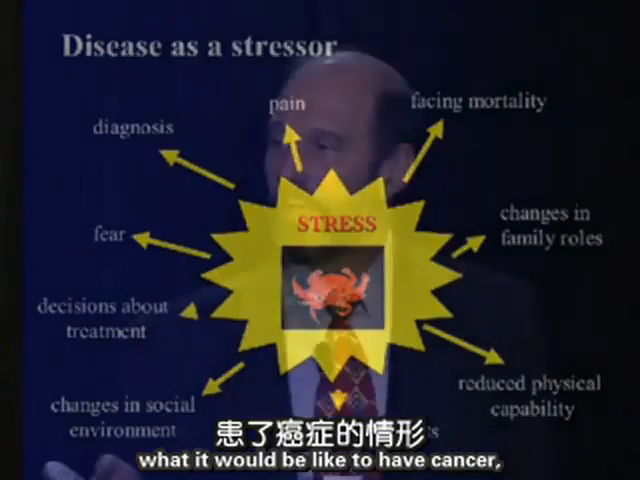 Disease as a stressor
pain
facing mortality
diagnosis
STRESS
changes in
family roles
fear
decisions about
treatment
reduced physical
capability
changes in social
environment
患了癌症的情形
what it would be like to have cancer,